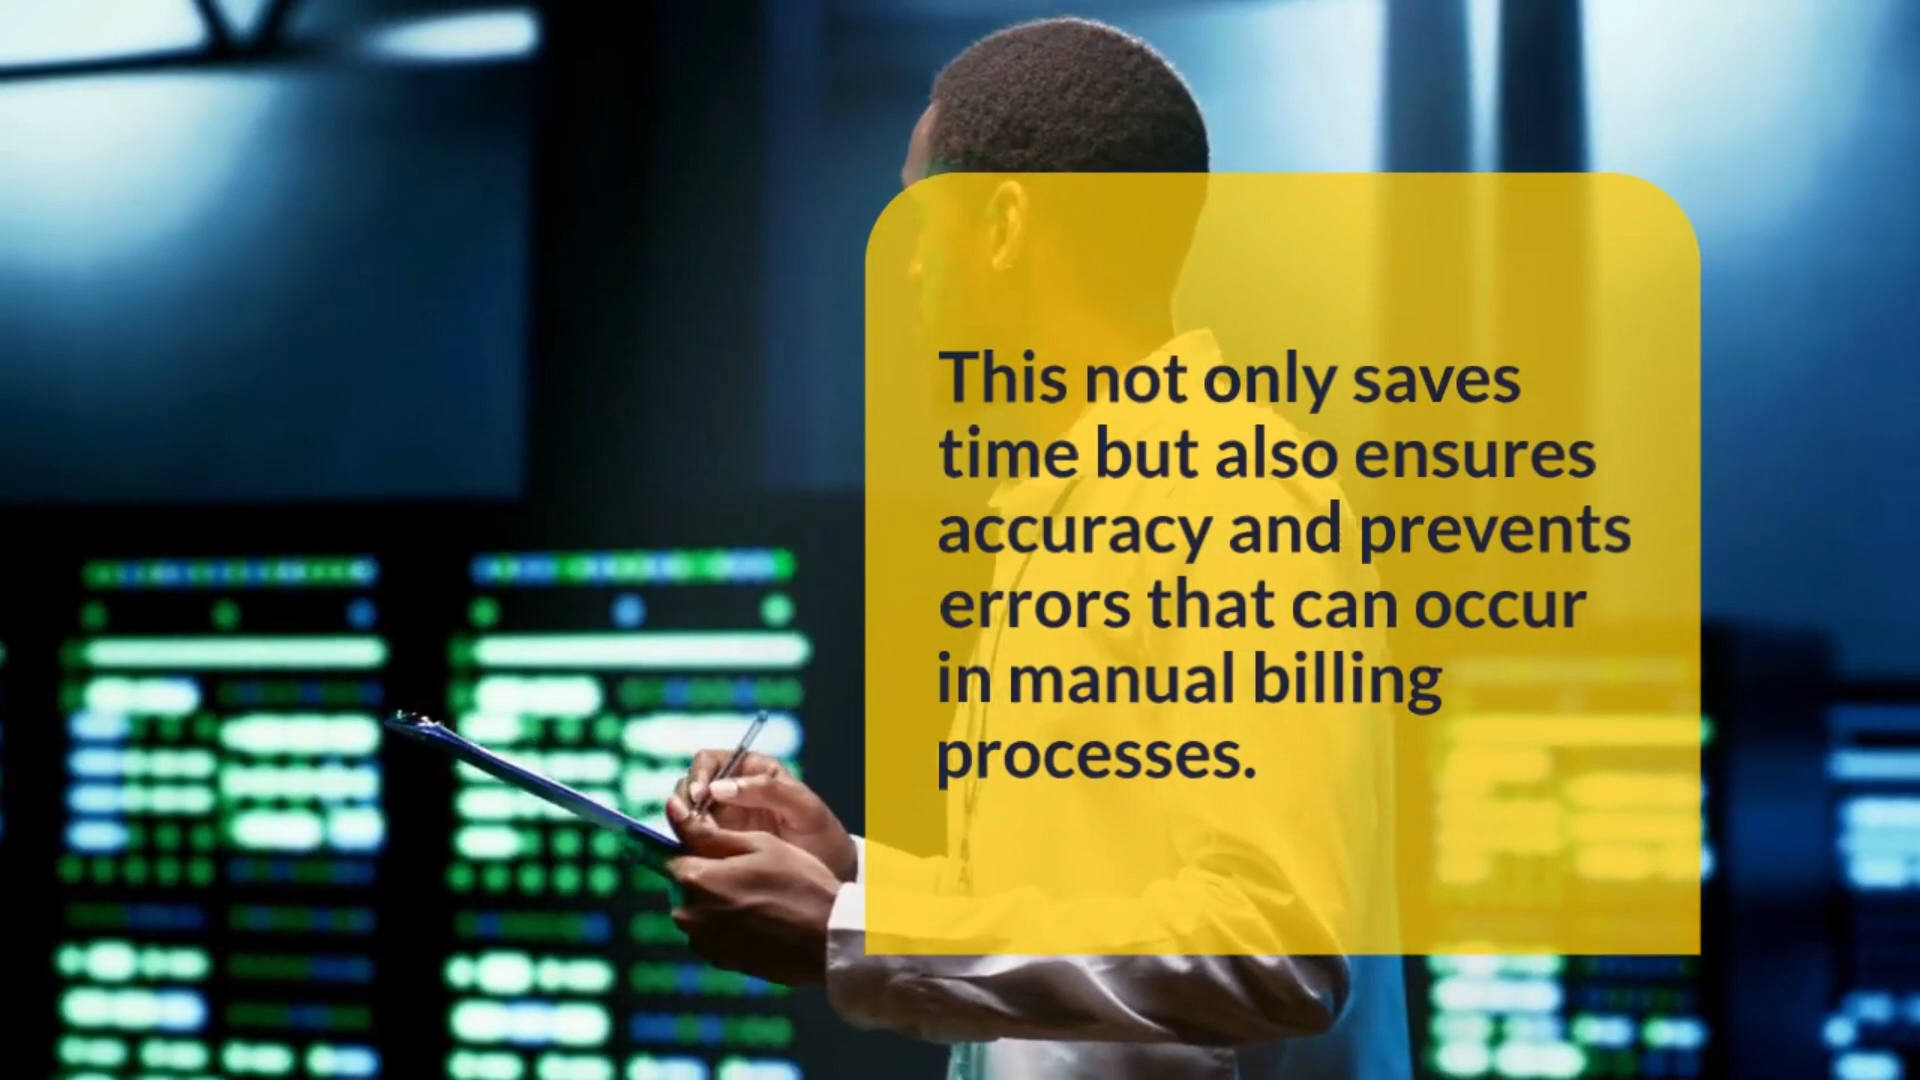 This not only saves
time but also ensures
accuracy and prevents
errors that can occur
in manual billing
processes.